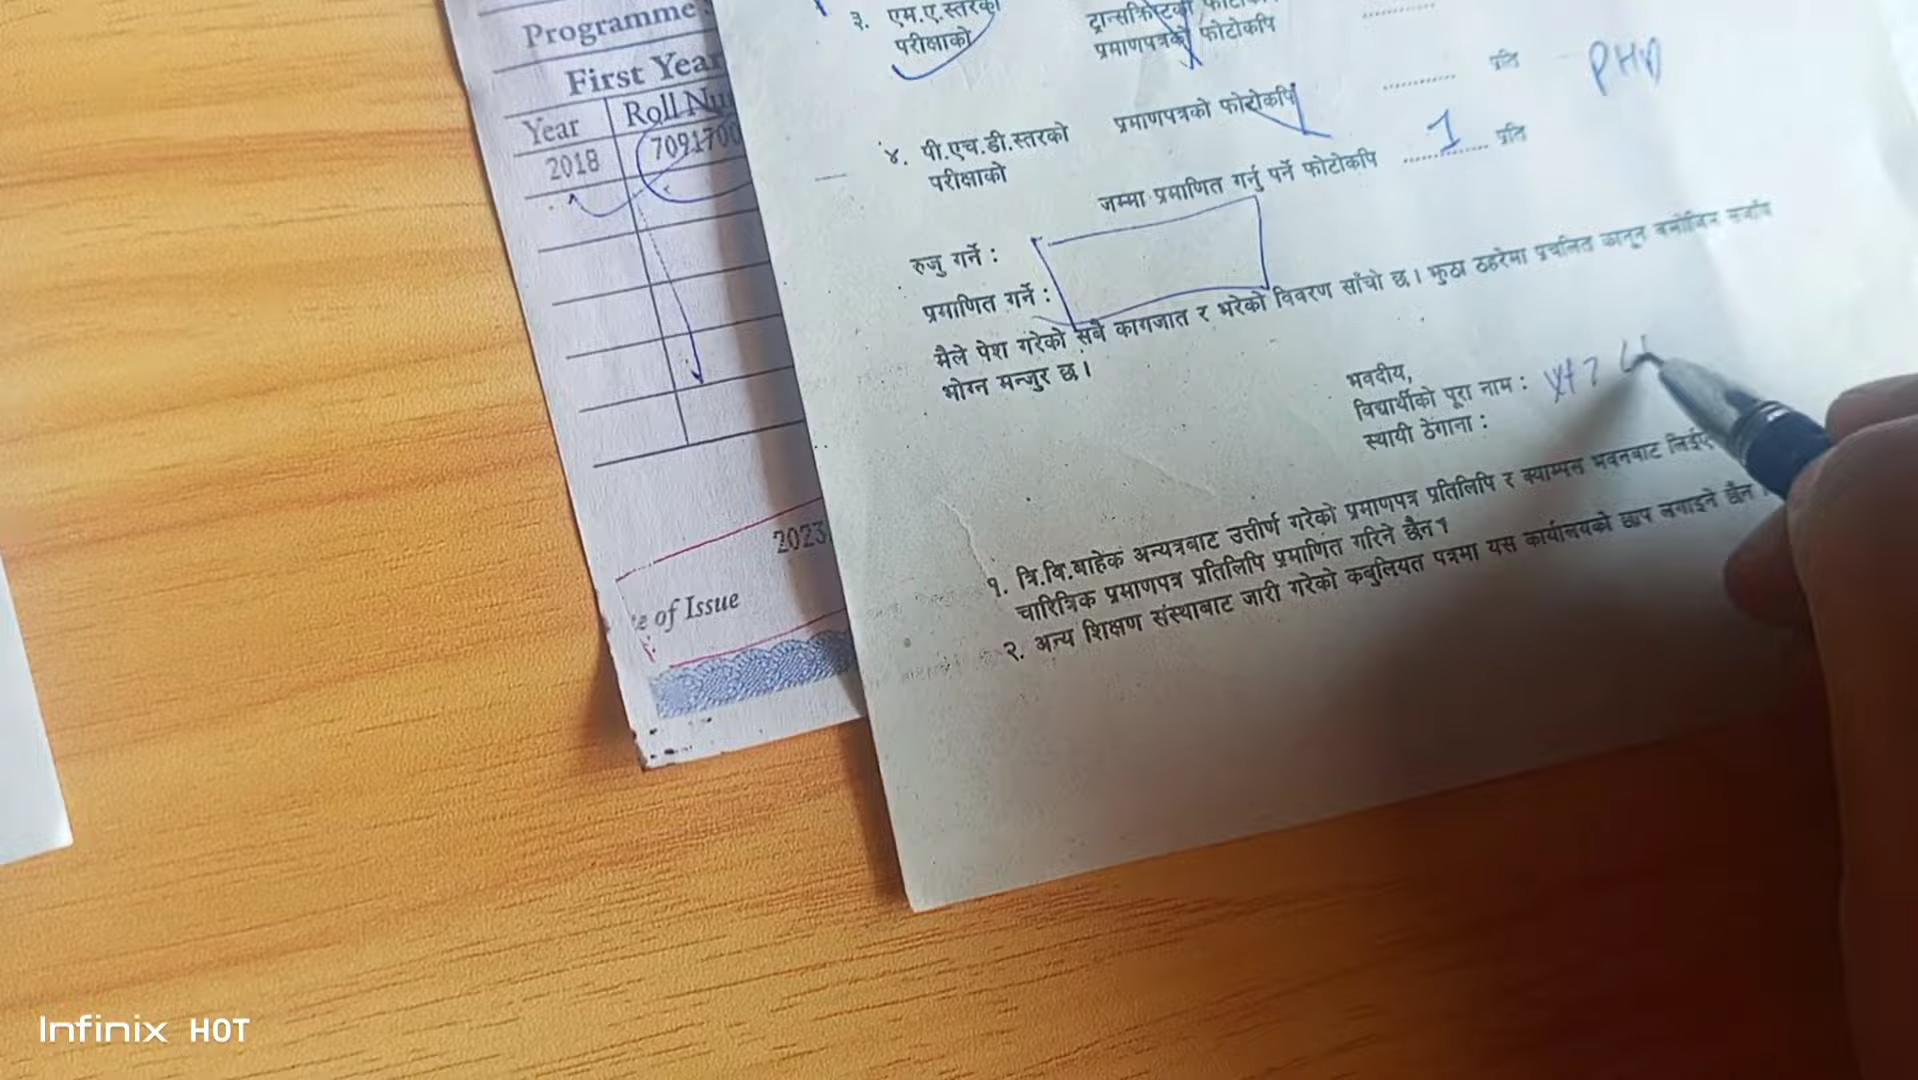 Programme
First Year
Year
Roll Nu
2018
7091700
2023
of Issue
३. एम.ए.स्तरको
परीक्षाको
ट्रान्सक्रिप्टको फोटोकपि
प्रमाणपत्रको फोटोकपि
प्रति
PHD
४. पी.एच.डी.स्तरको
परीक्षाको
प्रमाणपत्रको फोटोकपि
जम्मा प्रमाणित गर्नु पर्ने फोटोकपि 1 प्रति
रुजु गर्ने :
प्रमाणित गर्ने :
मैले पेश गरेको सबै कागजात र भरेको विवरण साँचो छ। झुठा ठहरेमा प्रचलित कानून बमोजिम सजाय
भोग्न मन्जुर छ।
भवदीय,
विद्यार्थीको पूरा नाम :
स्थायी ठेगाना :
१. त्रि.वि.बाहेक अन्यत्रबाट उत्तीर्ण गरेको प्रमाणपत्र प्रतिलिपि र क्याम्पस भवनबाट
चारित्रिक प्रमाणपत्र प्रतिलिपि प्रमाणित गरिने छैन १
२. अन्य शिक्षण संस्थाबाट जारी गरेको कबुलियत पत्रमा यस कार्यालयको छाप लगाइने छैन।
Infinix HOT